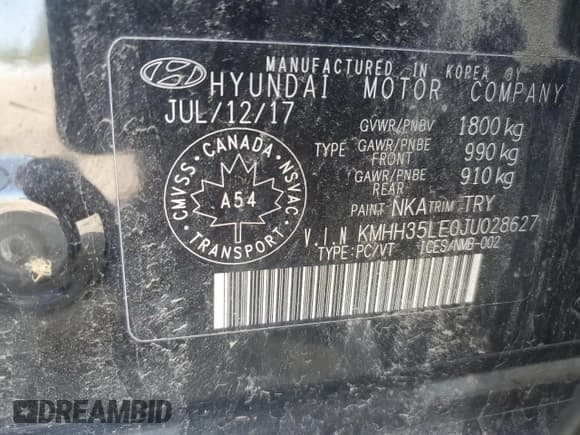 MANUFACTURED IN KOREA BY
HYUNDAI MOTOR COMPANY
JUL/12/17
GVWR/PNBV 1800 kg
TYPE GAWR/PNBE FRONT 990 kg
GAWR/PNBE REAR 910 kg
PAINT NKA TRIM TRY
V.I.N KMHH35LE0JU028627
TYPE:PC/VT ICES/NMB-002
CMVSS · CANADA · NSVAC
A54
TRANSPORT
DREAMBID